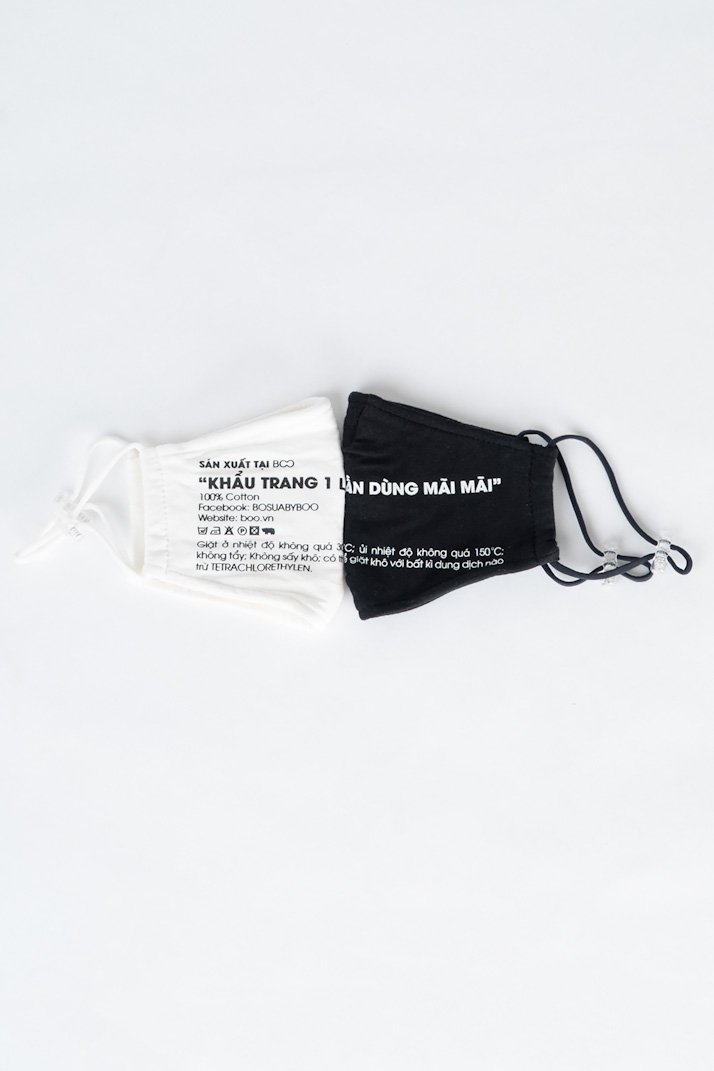 SẢN XUẤT TẠI BOO
“KHẨU TRANG 1 LẦN DÙNG MÃI MÃI”
100% Cotton
Facebook: BOSUABYBOO
Website: boo.vn
Giặt ở nhiệt độ không quá 3 °C; ủi nhiệt độ không quá 150°C;
không tẩy; không sấy khô; có thể giặt khô với bất kì dung dịch nào
trừ TETRACHLORETHYLEN.